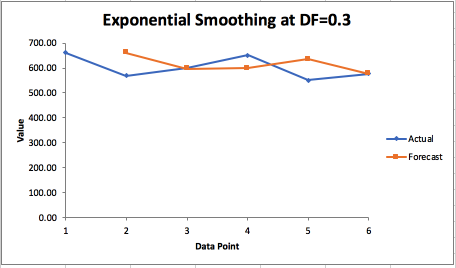 Exponential Smoothing at DF=0.3
700.00
600.00
500.00
400.00
300.00
200.00
100.00
0.00
Value
1 2 3 4 5 6
Data Point
Actual
Forecast